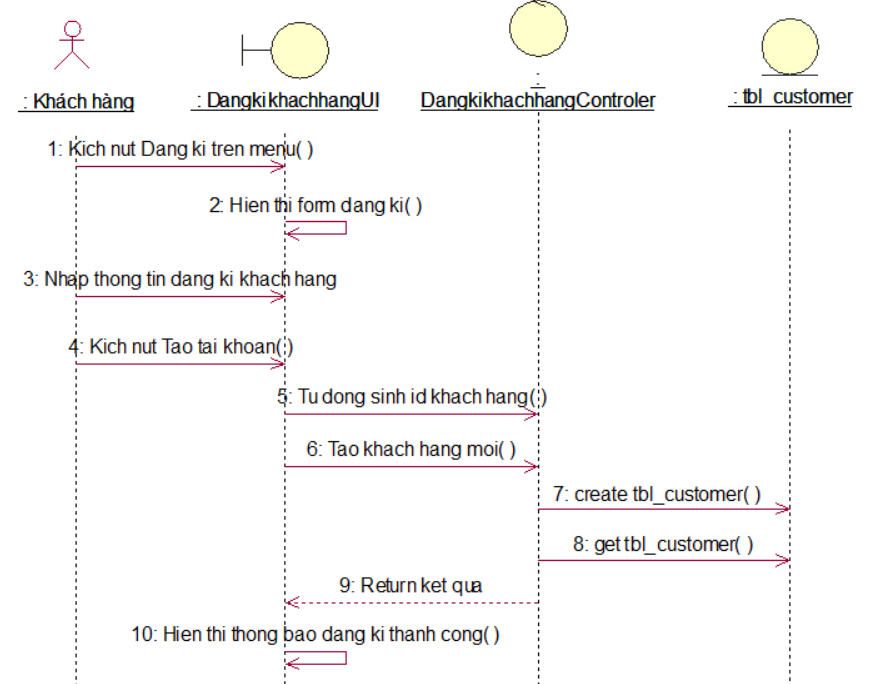 : Khách hàng
: DangkikhachhangUI
:
DangkikhachhangControler
: tbl_customer
1: Kich nut Dang ki tren menu( )
2: Hien thi form dang ki( )
3: Nhap thong tin dang ki khach hang
4: Kich nut Tao tai khoan( )
5: Tu dong sinh id khach hang( )
6: Tao khach hang moi( )
7: create tbl_customer( )
8: get tbl_customer( )
9: Return ket qua
10: Hien thi thong bao dang ki thanh cong( )